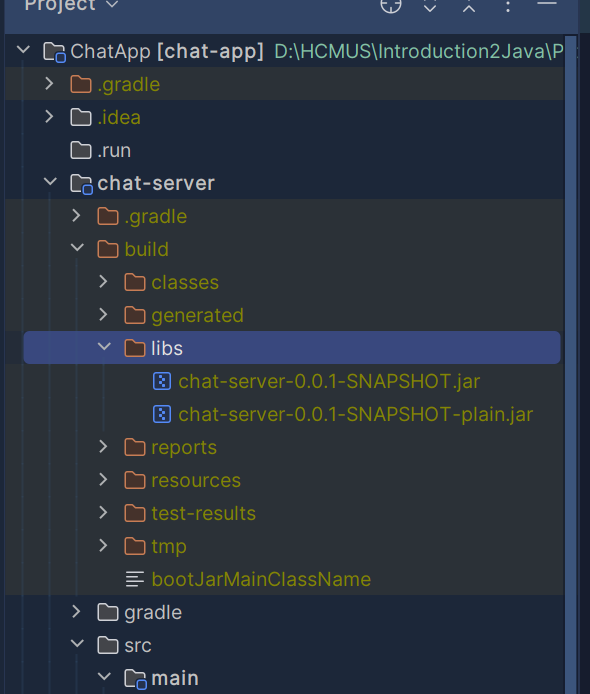 Project
ChatApp [chat-app] D:\HCMUS\Introduction2Java\P
.gradle
.idea
.run
chat-server
.gradle
build
classes
generated
libs
chat-server-0.0.1-SNAPSHOT.jar
chat-server-0.0.1-SNAPSHOT-plain.jar
reports
resources
test-results
tmp
bootJarMainClassName
gradle
src
main